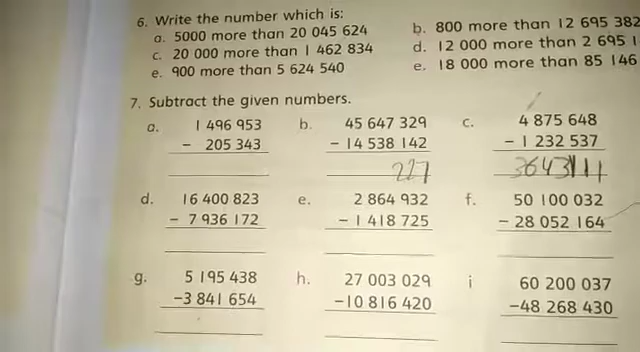 6. Write the number which is:
a. 5000 more than 20 045 624 b. 800 more than 12 695 382
c. 20 000 more than 1 462 834 d. 12 000 more than 2 695 1
e. 900 more than 5 624 540 e. 18 000 more than 85 146
7. Subtract the given numbers.
a. 1 496 953 b. 45 647 329 c. 4 875 648
- 205 343 - 14 538 142 - 1 232 537
227 3643111
d. 16 400 823 e. 2 864 932 f. 50 100 032
- 7 936 172 - 1 418 725 - 28 052 164
g. 5 195 438 h. 27 003 029 i 60 200 037
-3 841 654 -10 816 420 -48 268 430